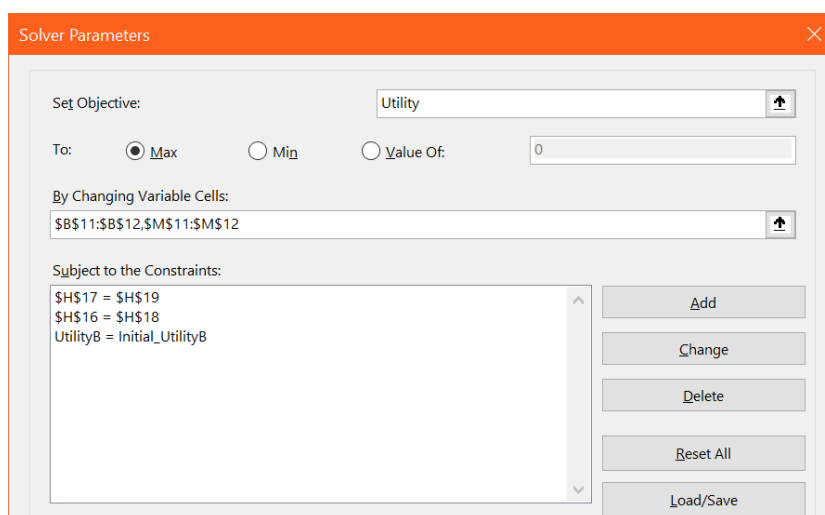 Solver Parameters
Set Objective:
Utility
To:
Max
Min
Value Of:
0
By Changing Variable Cells:
$B$11:$B$12,$M$11:$M$12
Subject to the Constraints:
$H$17 = $H$19
$H$16 = $H$18
UtilityB = Initial_UtilityB
Add
Change
Delete
Reset All
Load/Save